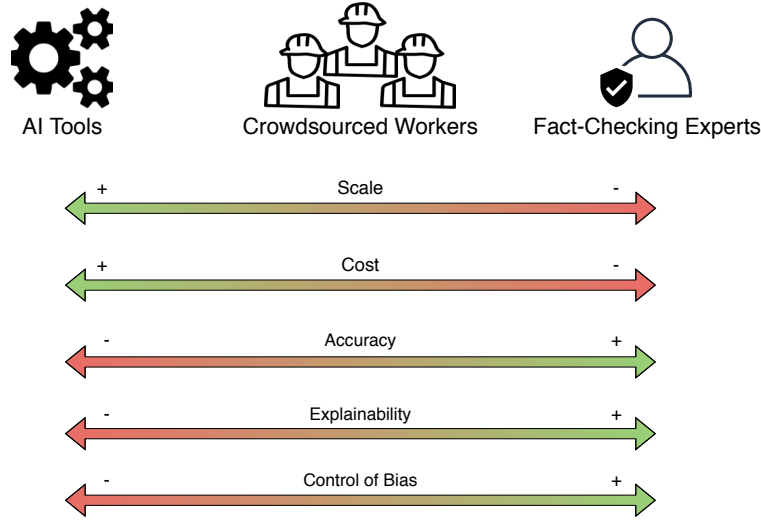 AI Tools
Crowdsourced Workers
Fact-Checking Experts
+ Scale -
+ Cost -
- Accuracy +
- Explainability +
- Control of Bias +